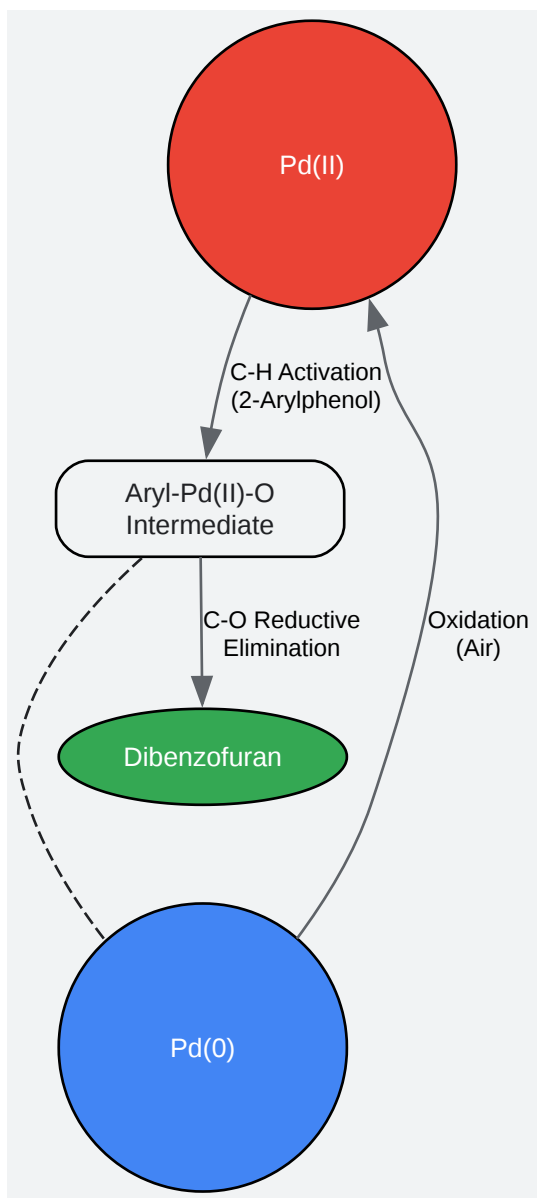 Pd(II)
C-H Activation
(2-Arylphenol)
Aryl-Pd(II)-O
Intermediate
C-O Reductive
Elimination
Oxidation
(Air)
Dibenzofuran
Pd(0)